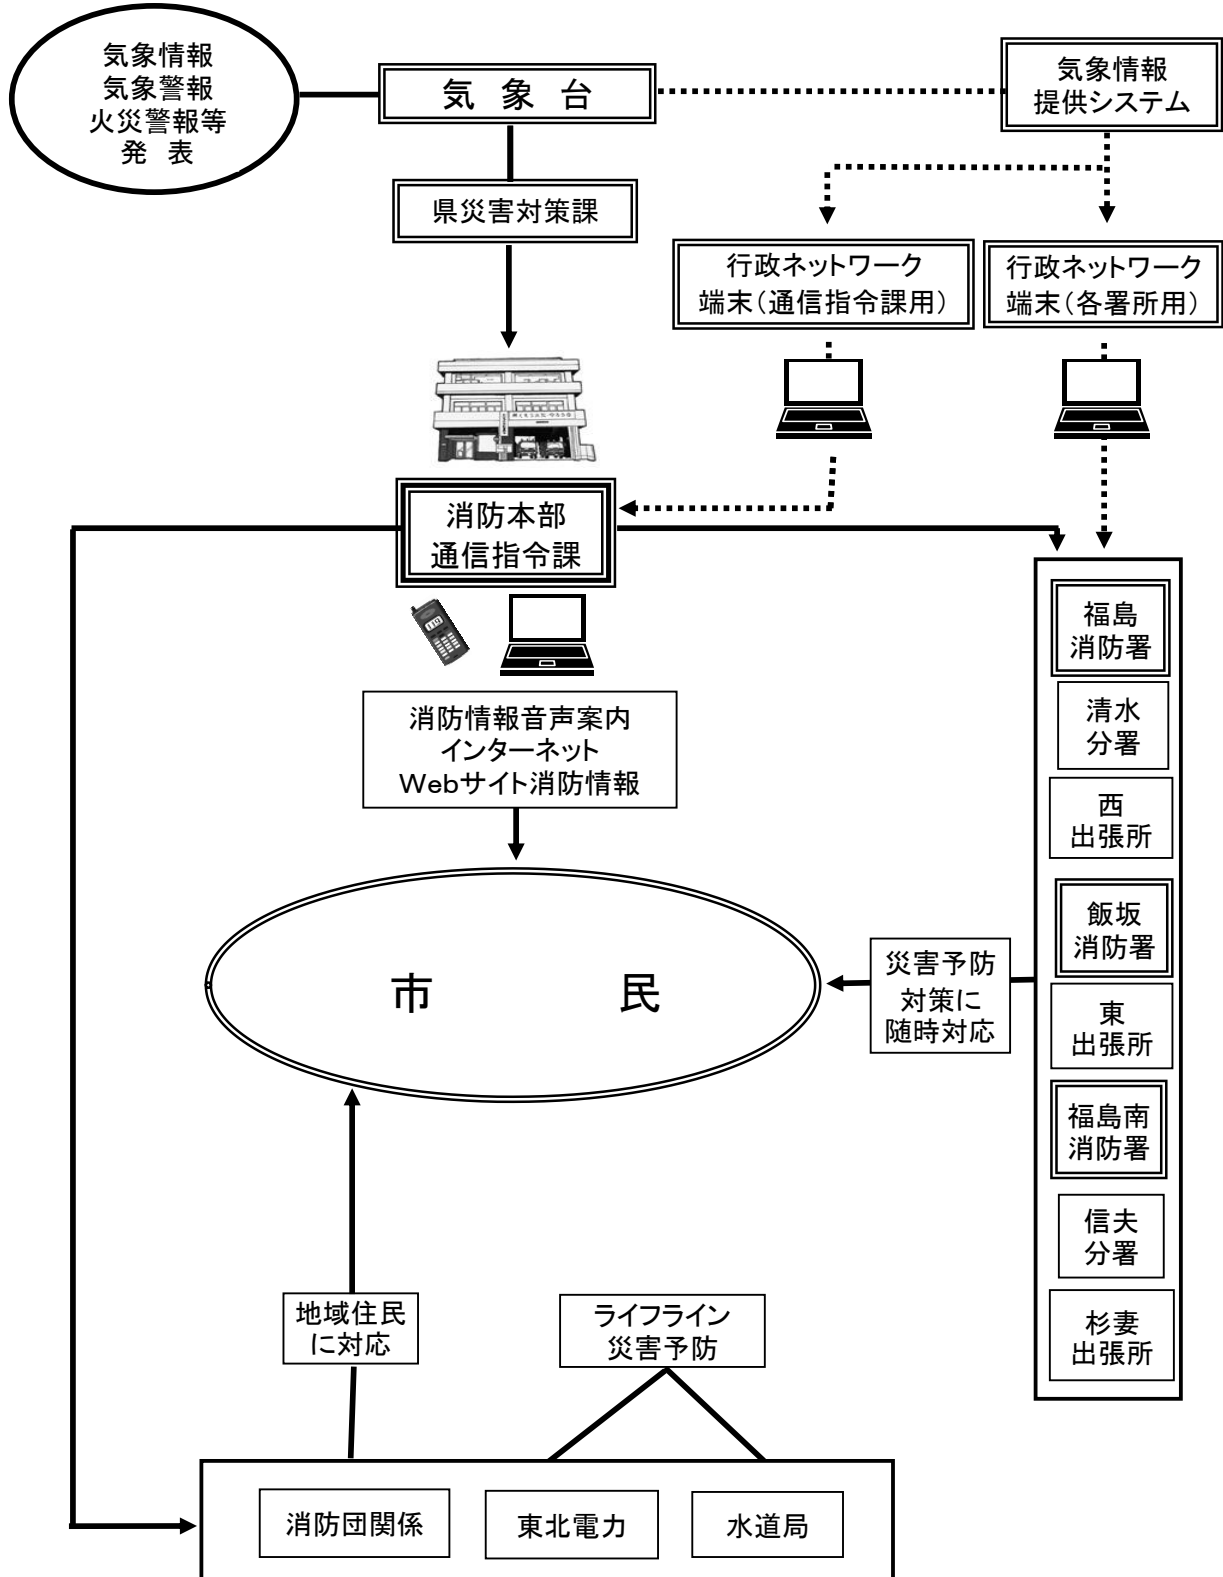 気象情報
気象警報
火災警報等
発　表
気　象　台
気象情報
提供システム
県災害対策課
行政ネットワーク
端末（通信指令課用）
行政ネットワーク
端末（各署所用）
消防本部
通信指令課
119
消防情報音声案内
インターネット
Webサイト消防情報
市　　　　民
災害予防
対策に
随時対応
福島
消防署
清水
分署
西
出張所
飯坂
消防署
東
出張所
福島南
消防署
信夫
分署
杉妻
出張所
地域住民
に対応
ライフライン
災害予防
消防団関係
東北電力
水道局